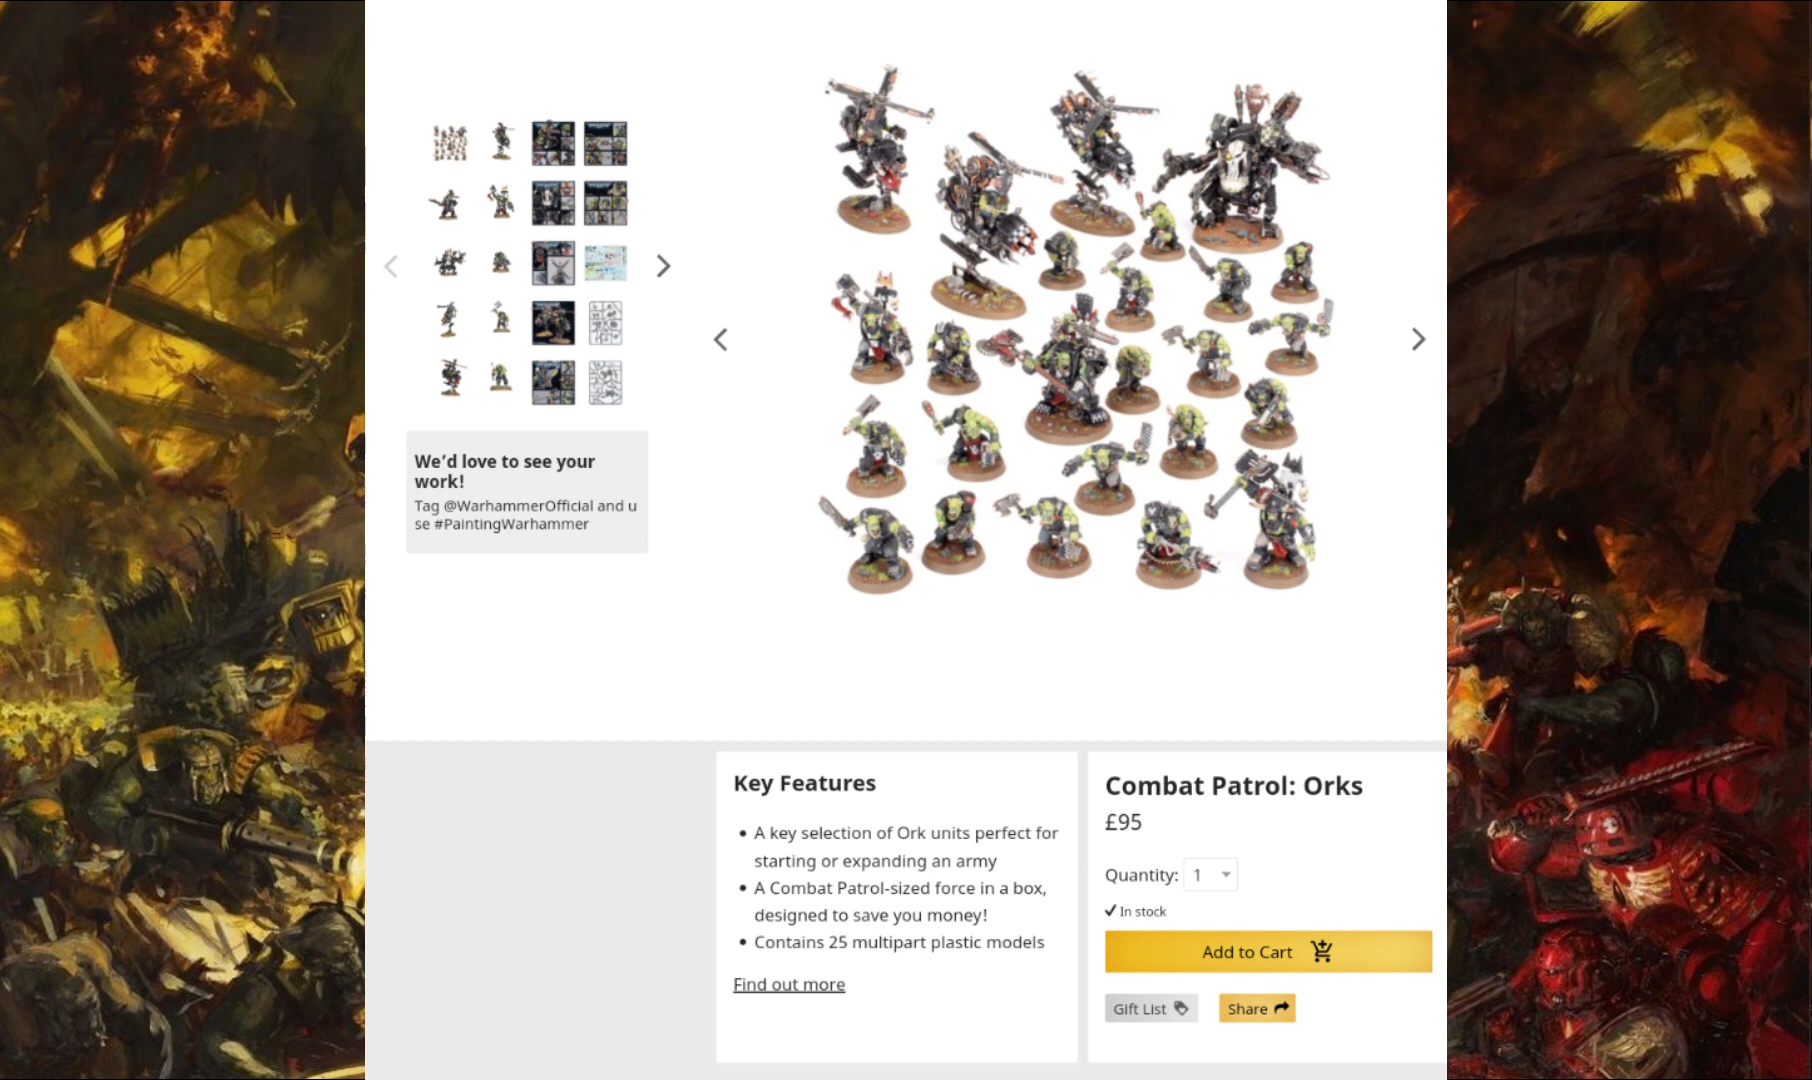 We’d love to see your
work!
Tag @WarhammerOfficial and u
se #PaintingWarhammer
Key Features
• A key selection of Ork units perfect for
starting or expanding an army
• A Combat Patrol-sized force in a box,
designed to save you money!
• Contains 25 multipart plastic models
Find out more
Combat Patrol: Orks
£95
Quantity: 1
✓ In stock
Add to Cart
Gift List
Share